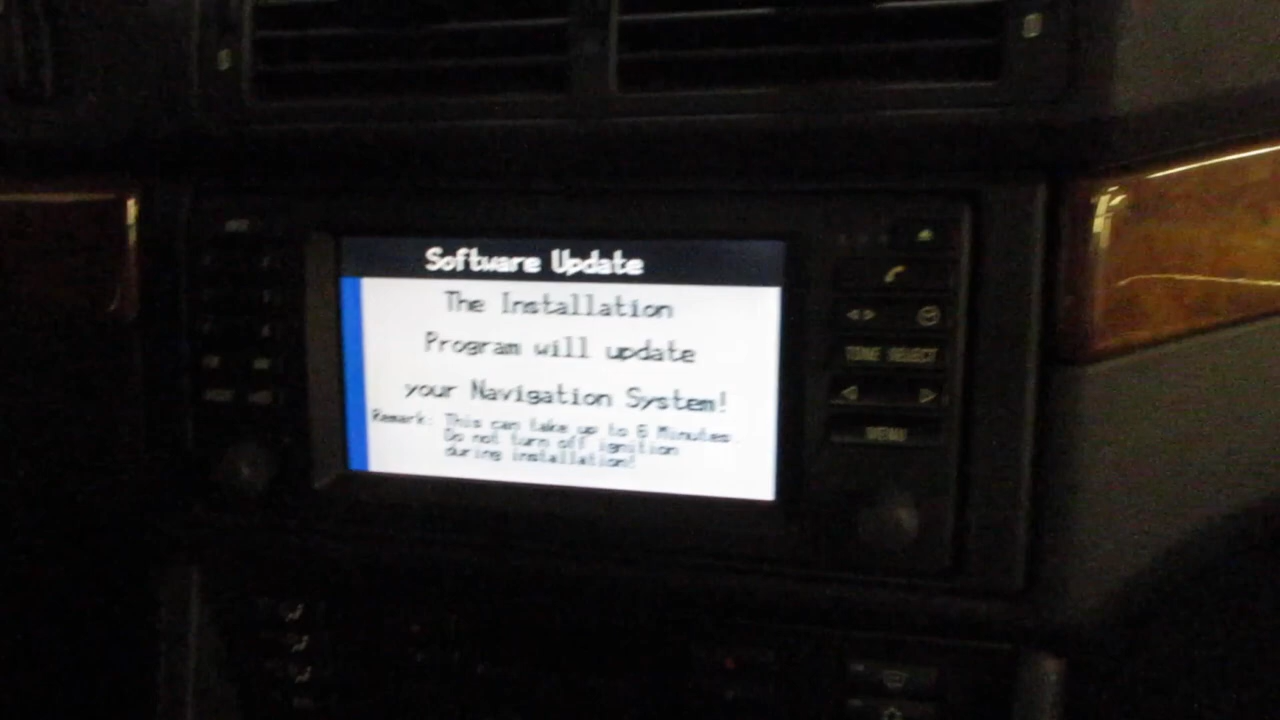 Software Update
The Installation
Program will update
your Navigation System!
Remark: This can take up to 6 Minutes.
Do not turn off ignition
during installation!
TONE SELECT
MENU